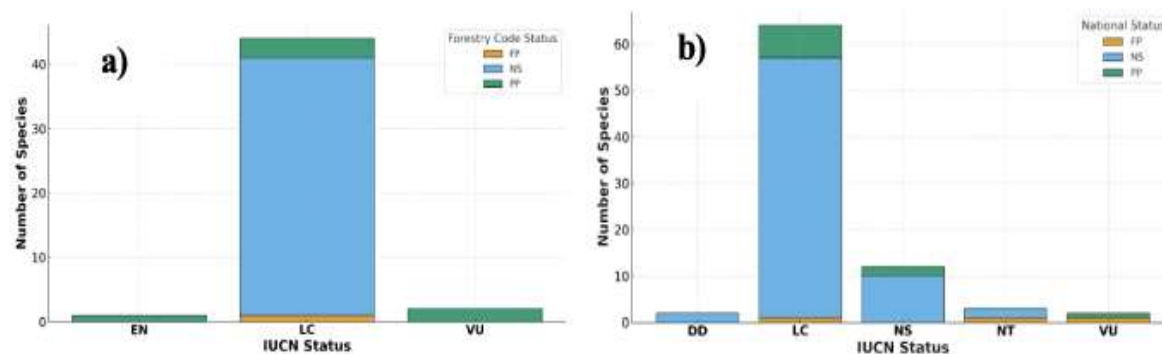 a)
Forestry Code Status
FP
NS
PP
Number of Species
40
30
20
10
0
EN LC VU
IUCN Status
b)
National Status
FP
NS
PP
Number of Species
60
50
40
30
20
10
0
DD LC NS NT VU
IUCN Status